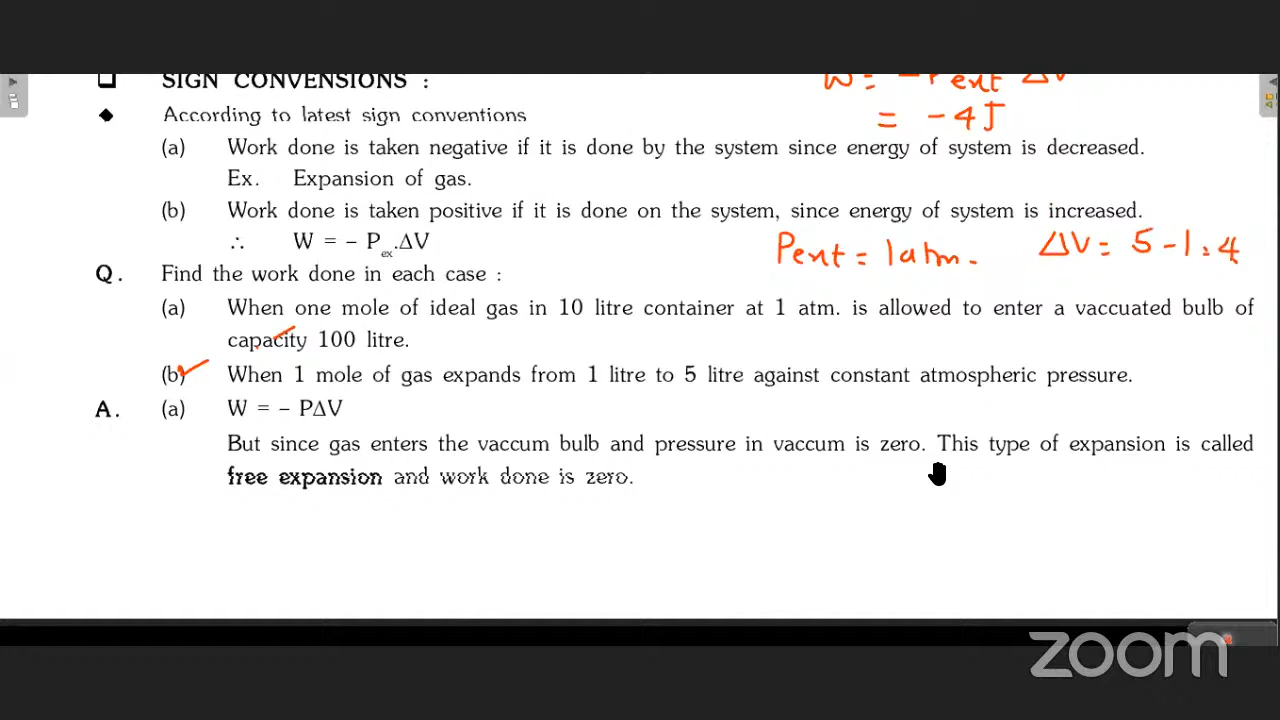 SIGN CONVENSIONS :
W = - Pext ΔV
= - 4J
◆ According to latest sign conventions
(a) Work done is taken negative if it is done by the system since energy of system is decreased.
Ex. Expansion of gas.
(b) Work done is taken positive if it is done on the system, since energy of system is increased.
∴ W = – Pex.ΔV
Pext = 1 atm. ΔV = 5 - 1 = 4
Q. Find the work done in each case :
(a) When one mole of ideal gas in 10 litre container at 1 atm. is allowed to enter a vaccuated bulb of
capacity 100 litre.
(b) When 1 mole of gas expands from 1 litre to 5 litre against constant atmospheric pressure.
A. (a) W = – PΔV
But since gas enters the vaccum bulb and pressure in vaccum is zero. This type of expansion is called
free expansion and work done is zero.
zoom